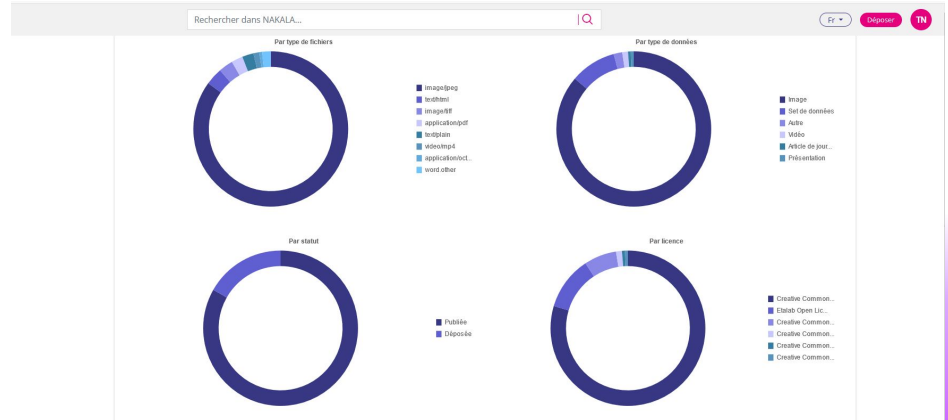 Rechercher dans NAKALA...
Fr
Déposer
TN
Par type de fichiers
image/jpeg
text/html
image/tiff
application/pdf
text/plain
video/mp4
application/oct...
word.other
Par type de données
Image
Set de données
Autre
Vidéo
Article de jour...
Présentation
Par statut
Publiée
Déposée
Par licence
Creative Common...
Etalab Open Lic...
Creative Common...
Creative Common...
Creative Common...
Creative Common...